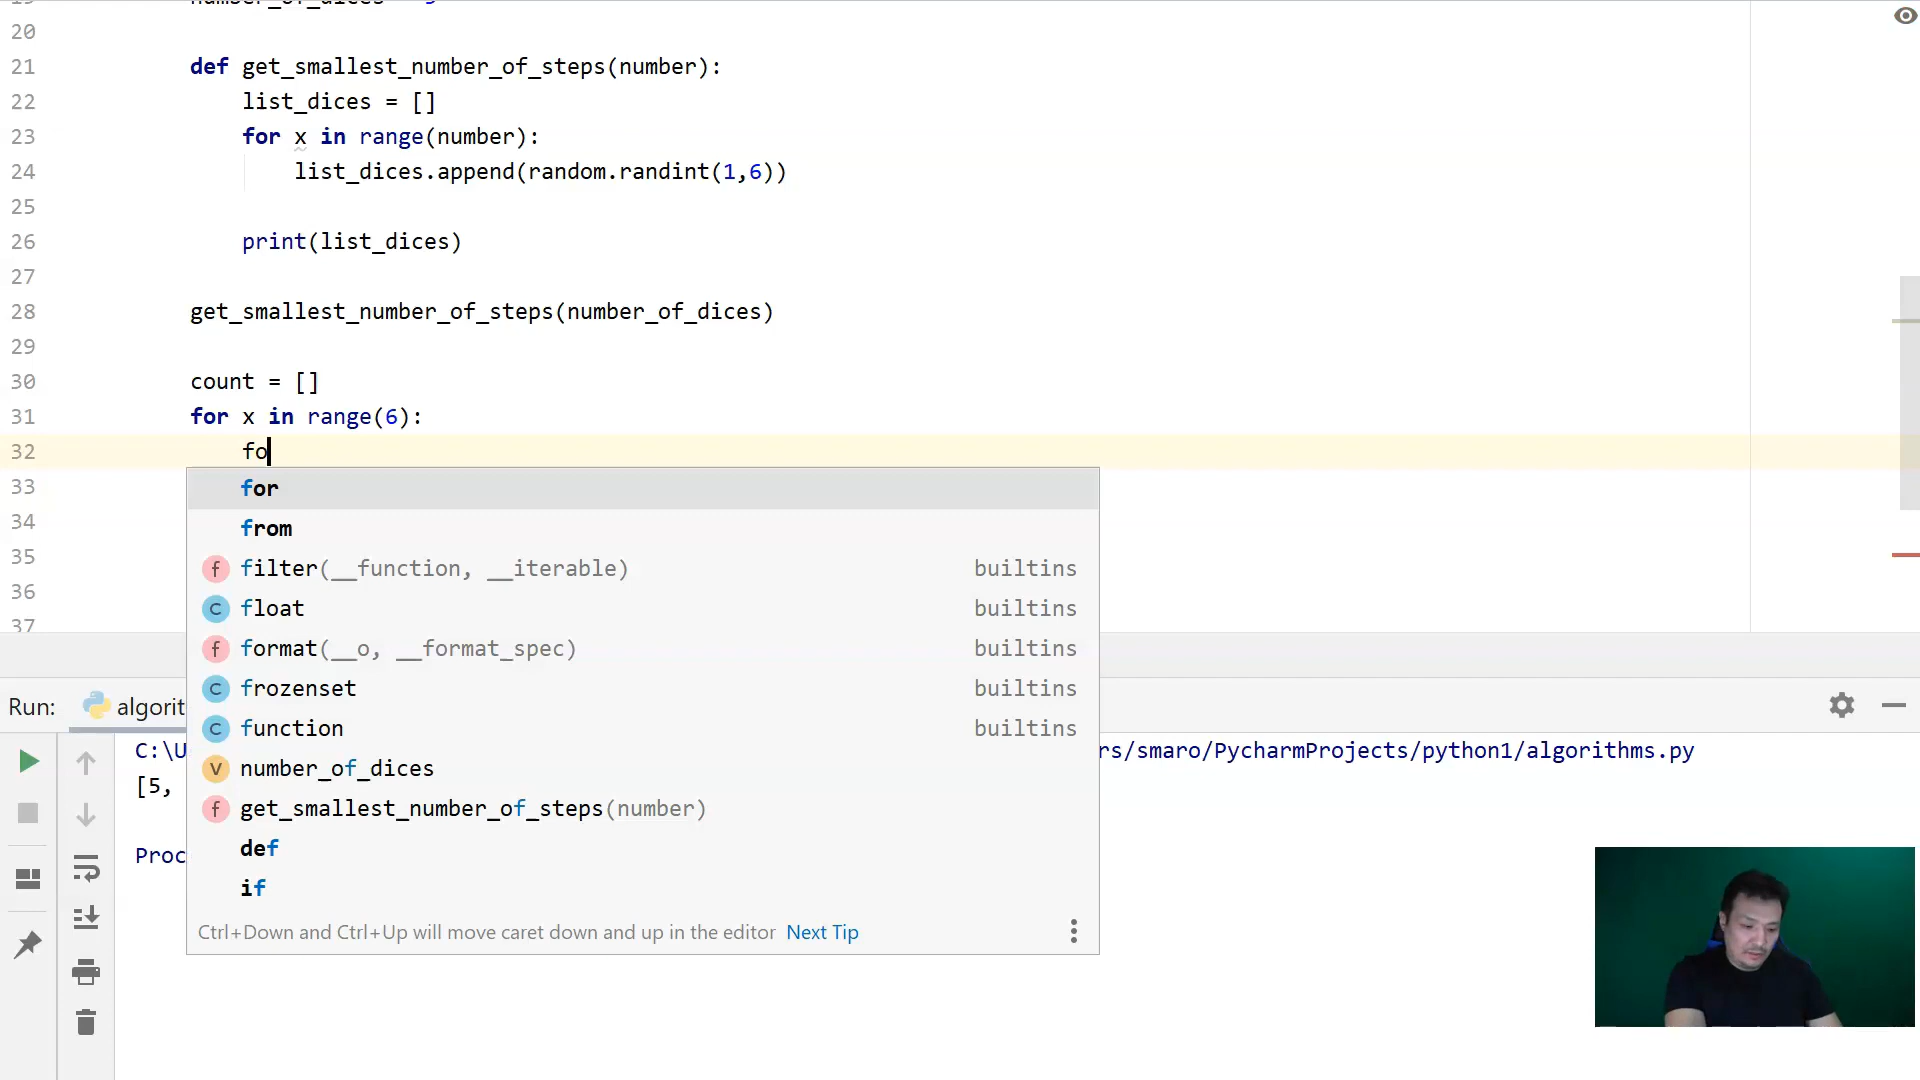 number_of_dices
20
21 def get_smallest_number_of_steps(number):
22 list_dices = []
23 for x in range(number):
24 list_dices.append(random.randint(1,6))
25
26 print(list_dices)
27
28 get_smallest_number_of_steps(number_of_dices)
29
30 count = []
31 for x in range(6):
32 fo
33
34
35
36
37
for
from
f filter(__function, __iterable) builtins
C float builtins
f format(__o, __format_spec) builtins
C frozenset builtins
C function builtins
V number_of_dices
f get_smallest_number_of_steps(number)
def
if
Ctrl+Down and Ctrl+Up will move caret down and up in the editor Next Tip
Run: algorit
C:\U rs/smaro/PycharmProjects/python1/algorithms.py
[5,
Proc